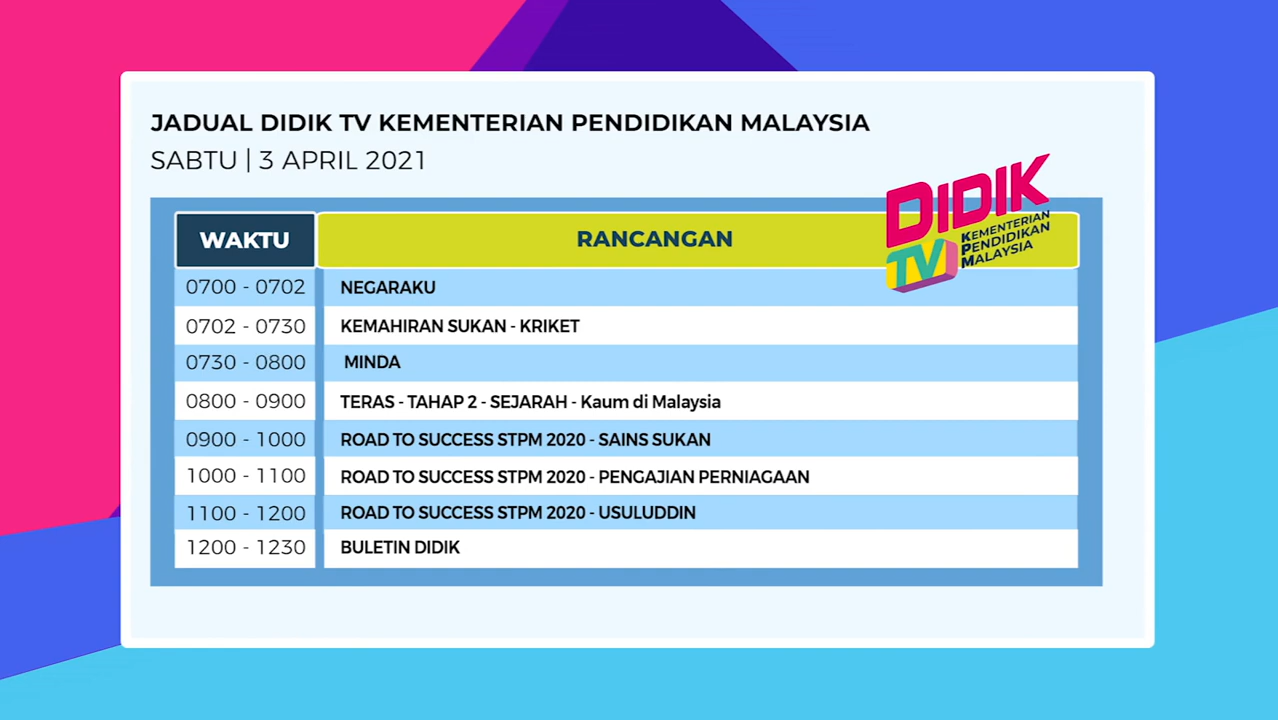 JADUAL DIDIK TV KEMENTERIAN PENDIDIKAN MALAYSIA
SABTU | 3 APRIL 2021
DIDIK
TV
KEMENTERIAN
PENDIDIKAN
MALAYSIA
WAKTU RANCANGAN
0700 - 0702 NEGARAKU
0702 - 0730 KEMAHIRAN SUKAN - KRIKET
0730 - 0800 MINDA
0800 - 0900 TERAS - TAHAP 2 - SEJARAH - Kaum di Malaysia
0900 - 1000 ROAD TO SUCCESS STPM 2020 - SAINS SUKAN
1000 - 1100 ROAD TO SUCCESS STPM 2020 - PENGAJIAN PERNIAGAAN
1100 - 1200 ROAD TO SUCCESS STPM 2020 - USULUDDIN
1200 - 1230 BULETIN DIDIK